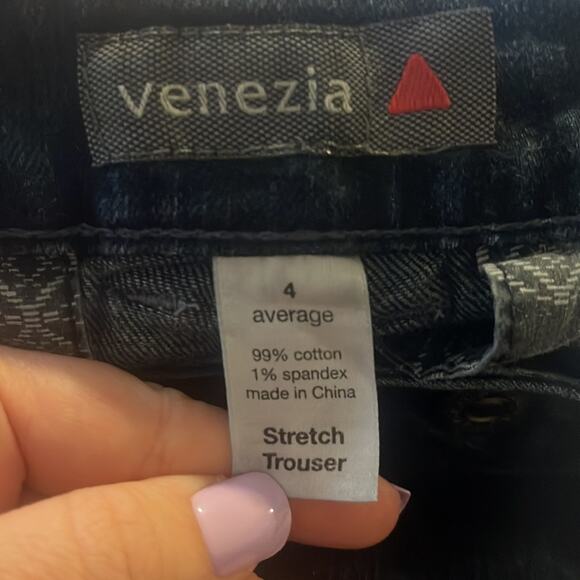 venezia
4
average
99% cotton
1% spandex
made in China
Stretch
Trouser